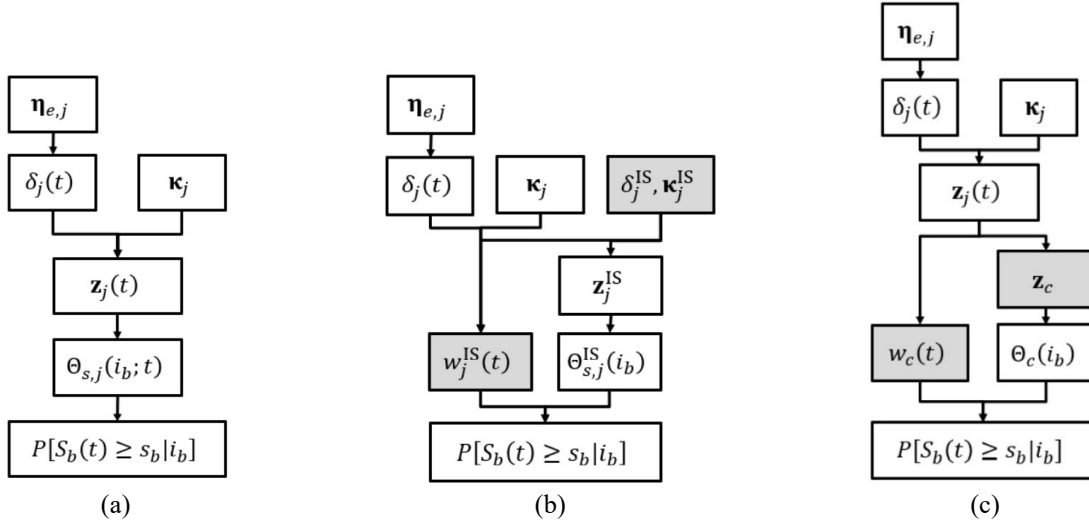 𝛈_{e,j}
δ_j(t)
𝛋_j
𝐳_j(t)
Θ_{s,j}(i_b; t)
P[S_b(t) ≥ s_b|i_b]
(a)
𝛈_{e,j}
δ_j(t)
𝛋_j
δ_j^{IS}, 𝛋_j^{IS}
𝐳_j^{IS}
w_j^{IS}(t)
Θ_{s,j}^{IS}(i_b)
P[S_b(t) ≥ s_b|i_b]
(b)
𝛈_{e,j}
δ_j(t)
𝛋_j
𝐳_j(t)
𝐳_c
w_c(t)
Θ_c(i_b)
P[S_b(t) ≥ s_b|i_b]
(c)